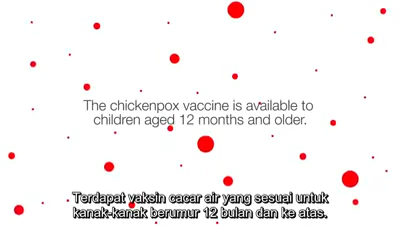 The chickenpox vaccine is available to
children aged 12 months and older.
Terdapat vaksin cacar air yang sesuai untuk
kanak-kanak berumur 12 bulan dan ke atas.